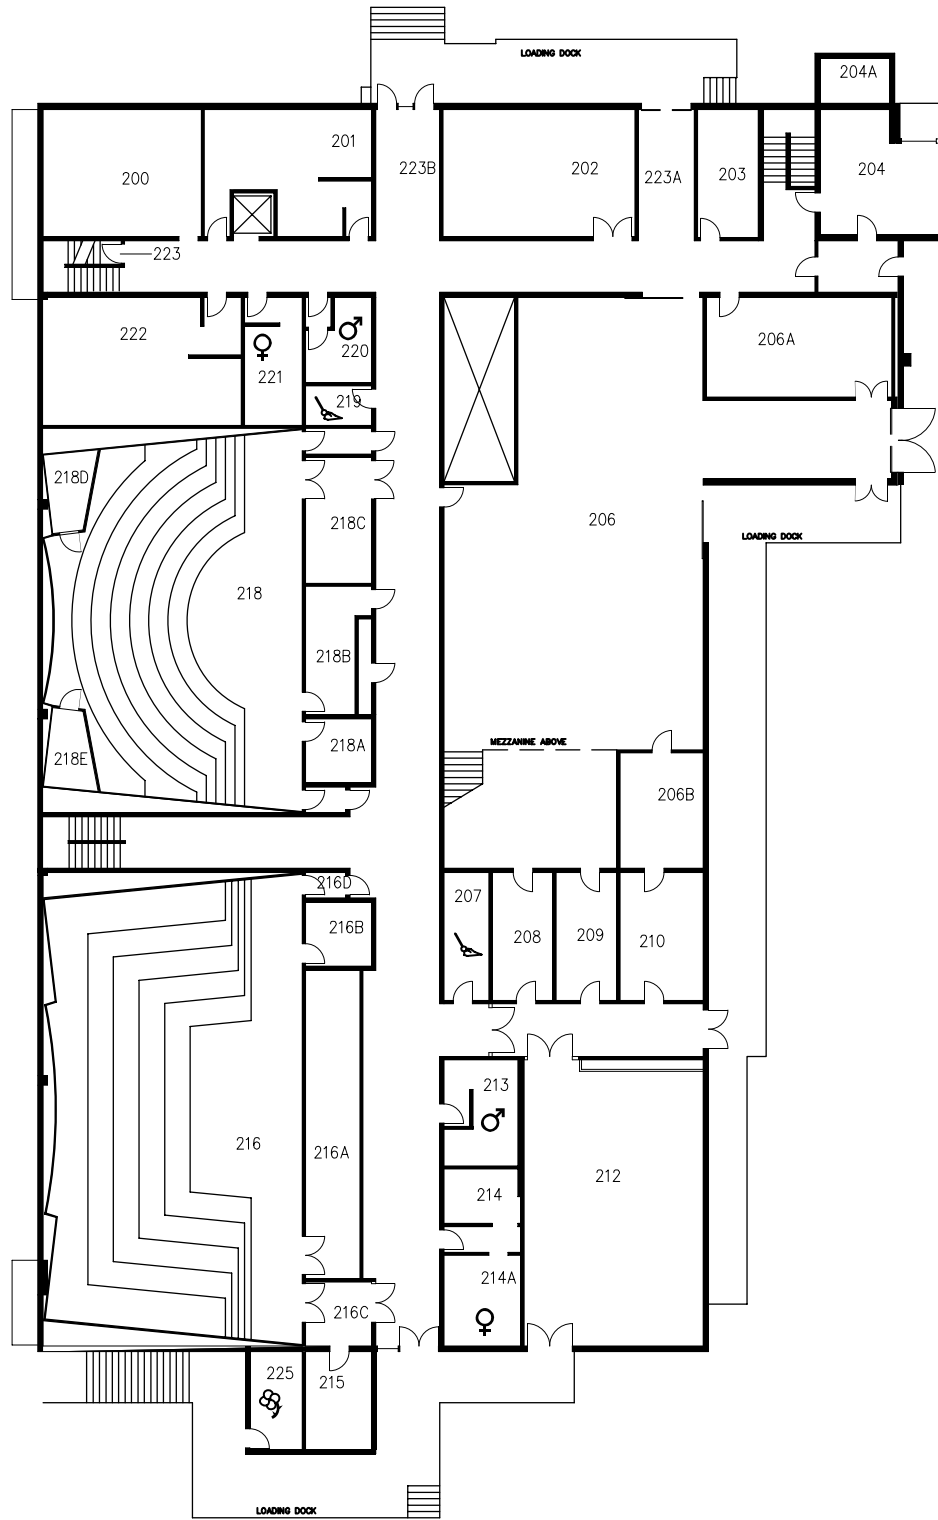 LOADING DOCK
204A
201
223B
202
223A
203
204
200
223
222
220
206A
221
219
218D
218C
206
LOADING DOCK
218
218B
218A
MEZZANINE ABOVE
218E
206B
216D
207
216B
208
209
210
213
216
216A
212
214
214A
216C
225
215
LOADING DOCK